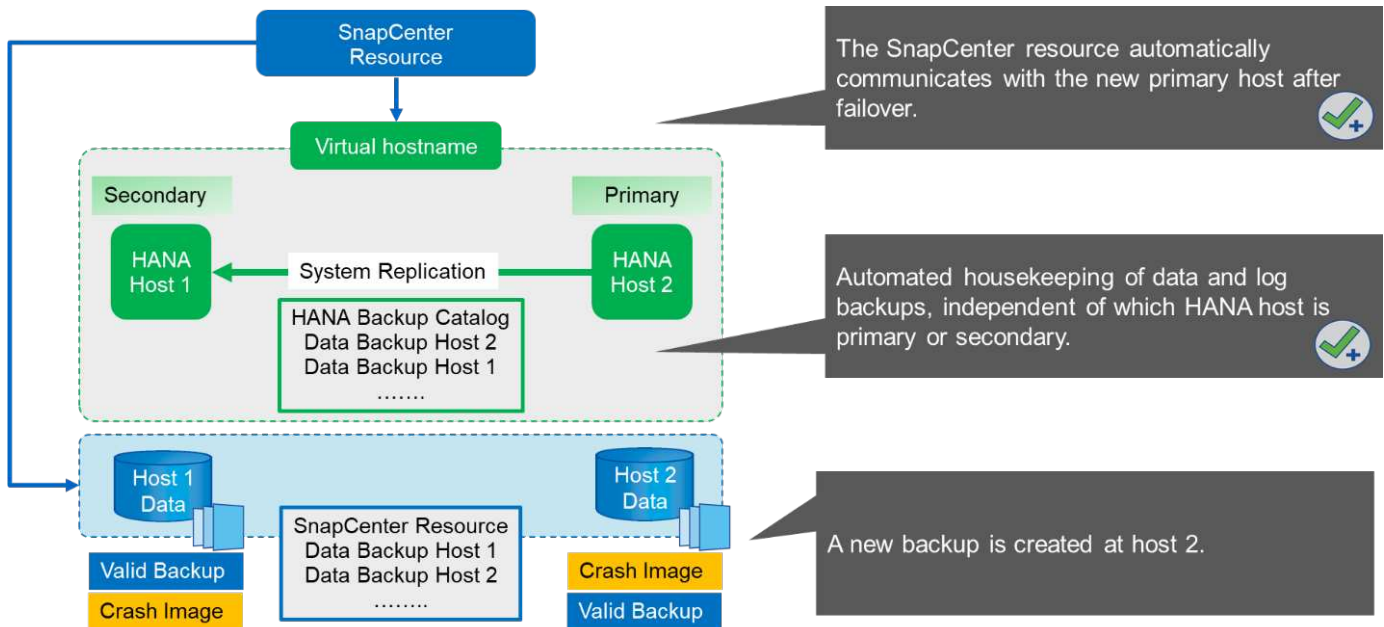 SnapCenter
Resource
The SnapCenter resource automatically
communicates with the new primary host after
failover.
Virtual hostname
Secondary
Primary
HANA
Host 1
System Replication
HANA
Host 2
HANA Backup Catalog
Data Backup Host 2
Data Backup Host 1
.......
Automated housekeeping of data and log
backups, independent of which HANA host is
primary or secondary.
Host 1
Data
Host 2
Data
SnapCenter Resource
Data Backup Host 1
Data Backup Host 2
........
Valid Backup
Crash Image
Crash Image
Valid Backup
A new backup is created at host 2.